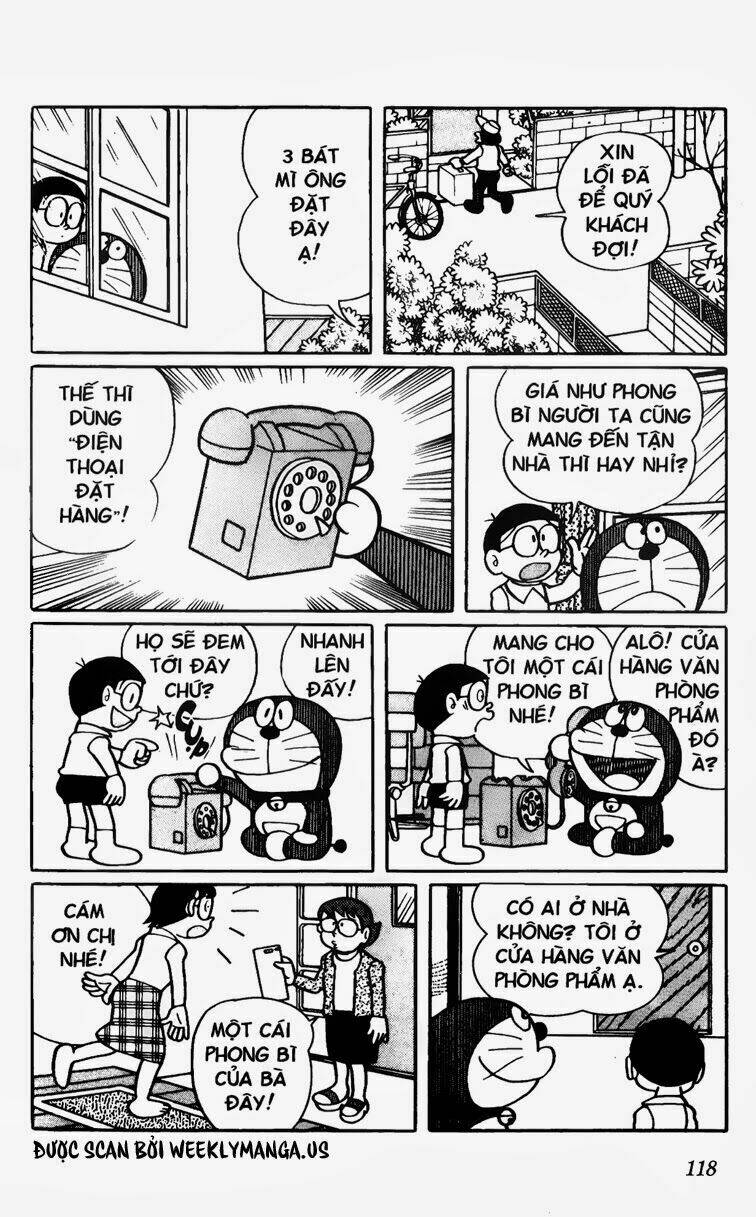 XIN
LỖI ĐÃ
ĐỂ QUÝ
KHÁCH
ĐỢI!
3 BÁT
MÌ ÔNG
ĐẶT
ĐÂY
Ạ!
GIÁ NHƯ PHONG
BÌ NGƯỜI TA CŨNG
MANG ĐẾN TẬN
NHÀ THÌ HAY NHỈ?
THẾ THÌ
DÙNG
"ĐIỆN
THOẠI
ĐẶT
HÀNG"!
ALÔ! CỬA
HÀNG VĂN
PHÒNG
PHẨM
ĐÓ
À?
MANG CHO
TÔI MỘT CÁI
PHONG BÌ
NHÉ!
NHANH
LÊN
ĐẤY!
CỤP
HỌ SẼ ĐEM
TỚI ĐÂY
CHỨ?
CÓ AI Ở NHÀ
KHÔNG? TÔI Ở
CỬA HÀNG VĂN
PHÒNG PHẨM Ạ.
MỘT CÁI
PHONG BÌ
CỦA BÀ
ĐÂY!
CÁM
ƠN CHỊ
NHÉ!
ĐƯỢC SCAN BỞI WEEKLYMANGA.US
118